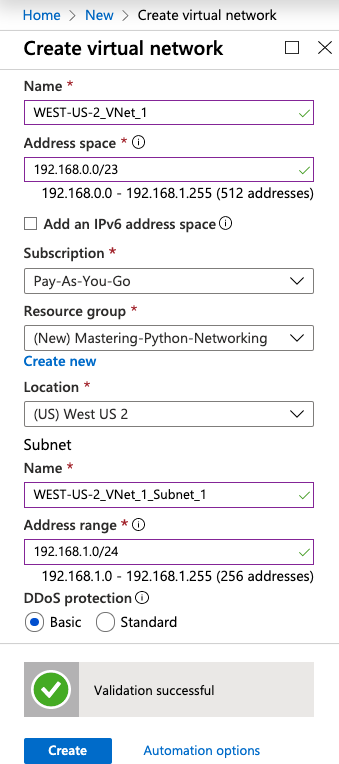 Home > New > Create virtual network
Create virtual network
Name *
WEST-US-2_VNet_1
Address space *
192.168.0.0/23
192.168.0.0 - 192.168.1.255 (512 addresses)
Add an IPv6 address space
Subscription *
Pay-As-You-Go
Resource group *
(New) Mastering-Python-Networking
Create new
Location *
(US) West US 2
Subnet
Name *
WEST-US-2_VNet_1_Subnet_1
Address range *
192.168.1.0/24
192.168.1.0 - 192.168.1.255 (256 addresses)
DDoS protection
Basic Standard
Validation successful
Create Automation options